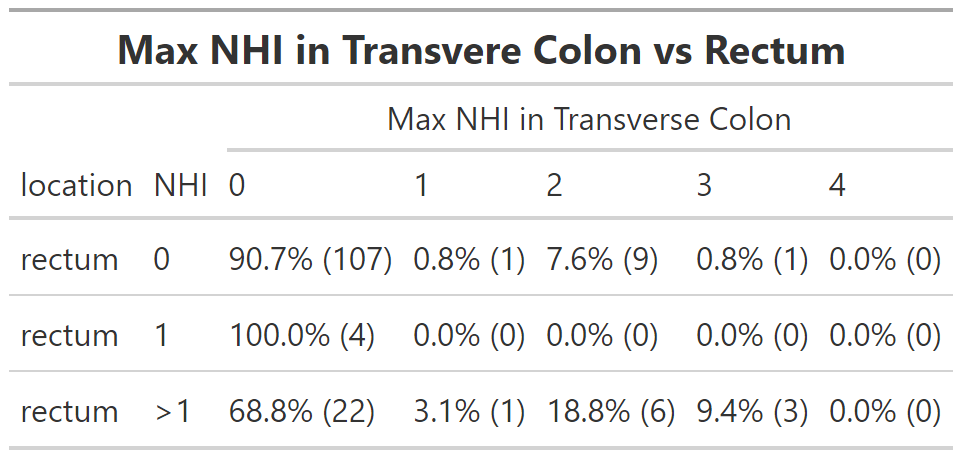 Max NHI in Transvere Colon vs Rectum
Max NHI in Transverse Colon
location NHI 0 1 2 3 4
rectum 0 90.7% (107) 0.8% (1) 7.6% (9) 0.8% (1) 0.0% (0)
rectum 1 100.0% (4) 0.0% (0) 0.0% (0) 0.0% (0) 0.0% (0)
rectum >1 68.8% (22) 3.1% (1) 18.8% (6) 9.4% (3) 0.0% (0)